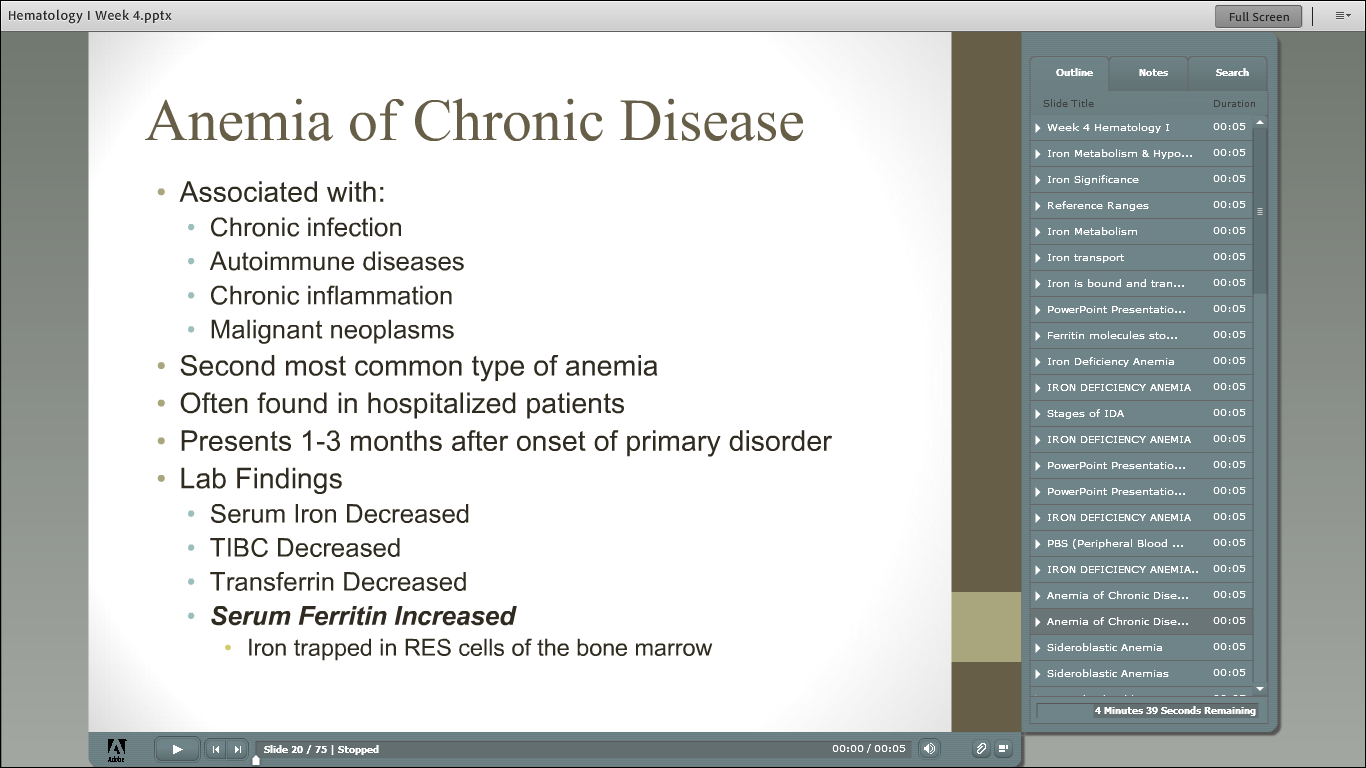 Hematology I Week 4.pptx
Full Screen
Anemia of Chronic Disease
• Associated with:
• Chronic infection
• Autoimmune diseases
• Chronic inflammation
• Malignant neoplasms
• Second most common type of anemia
• Often found in hospitalized patients
• Presents 1-3 months after onset of primary disorder
• Lab Findings
• Serum Iron Decreased
• TIBC Decreased
• Transferrin Decreased
• Serum Ferritin Increased
• Iron trapped in RES cells of the bone marrow
Outline Notes Search
Slide Title Duration
Week 4 Hematology I 00:05
Iron Metabolism & Hypo... 00:05
Iron Significance 00:05
Reference Ranges 00:05
Iron Metabolism 00:05
Iron transport 00:05
Iron is bound and tran... 00:05
PowerPoint Presentatio... 00:05
Ferritin molecules sto... 00:05
Iron Deficiency Anemia 00:05
IRON DEFICIENCY ANEMIA 00:05
Stages of IDA 00:05
IRON DEFICIENCY ANEMIA 00:05
PowerPoint Presentatio... 00:05
PowerPoint Presentatio... 00:05
IRON DEFICIENCY ANEMIA 00:05
PBS (Peripheral Blood ... 00:05
IRON DEFICIENCY ANEMIA.. 00:05
Anemia of Chronic Dise... 00:05
Anemia of Chronic Dise... 00:05
Sideroblastic Anemia 00:05
Sideroblastic Anemias 00:05
4 Minutes 39 Seconds Remaining
Adobe
Slide 20 / 75 | Stopped 00:00 / 00:05